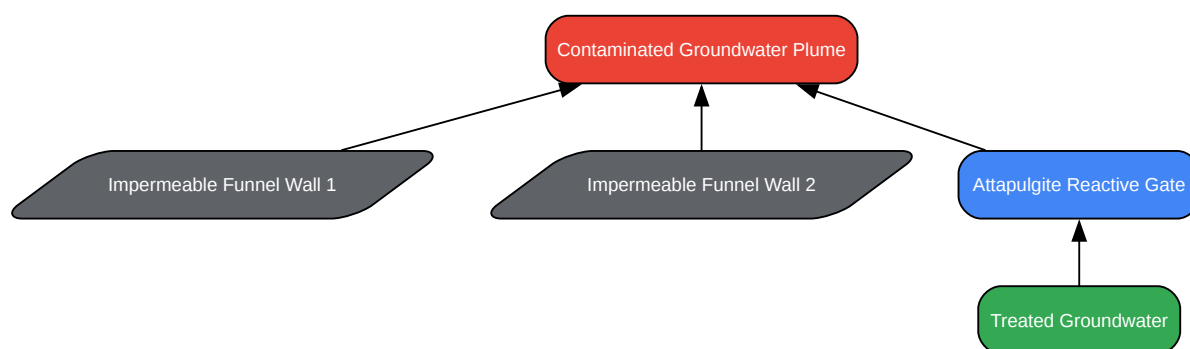 Contaminated Groundwater Plume
Impermeable Funnel Wall 1
Impermeable Funnel Wall 2
Attapulgite Reactive Gate
Treated Groundwater